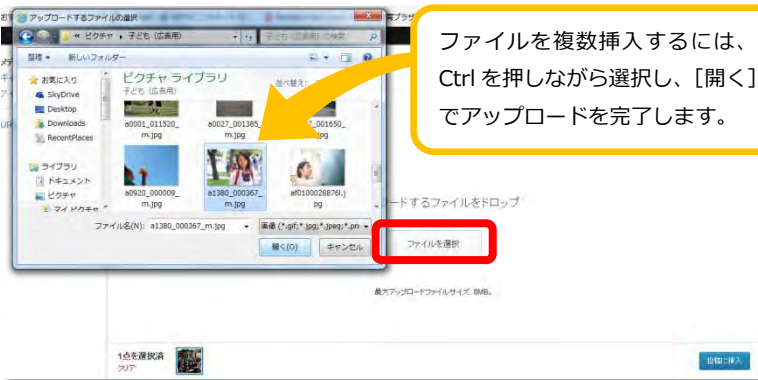 アップロードするファイルの選択
« ピクチャ ▸ 子ども (広告用)
子ども (広告用)の検索
整理 ▾ 新しいフォルダー
お気に入り
SkyDrive
Desktop
Downloads
RecentPlaces
ライブラリ
ドキュメント
ピクチャ
マイ ピクチャ
ピクチャ ライブラリ
子ども (広告用)
並べ替え:
a0001_011520_
m.jpg
a0027_001385_
m.jpg
_001650_
a0920_000009_
m.jpg
a1380_000367_
m.jpg
af0100028876l.j
pg
ファイル名(N): a1380_000367_m.jpg
画像 (*.gif;*.jpg;*.jpeg;*.pn
開く(O) キャンセル
ファイルを複数挿入するには、
Ctrl を押しながら選択し、[開く]
でアップロードを完了します。
ードするファイルをドロップ
ファイルを選択
最大アップロードファイルサイズ: 8MB。
1点を選択済
クリア
投稿に挿入